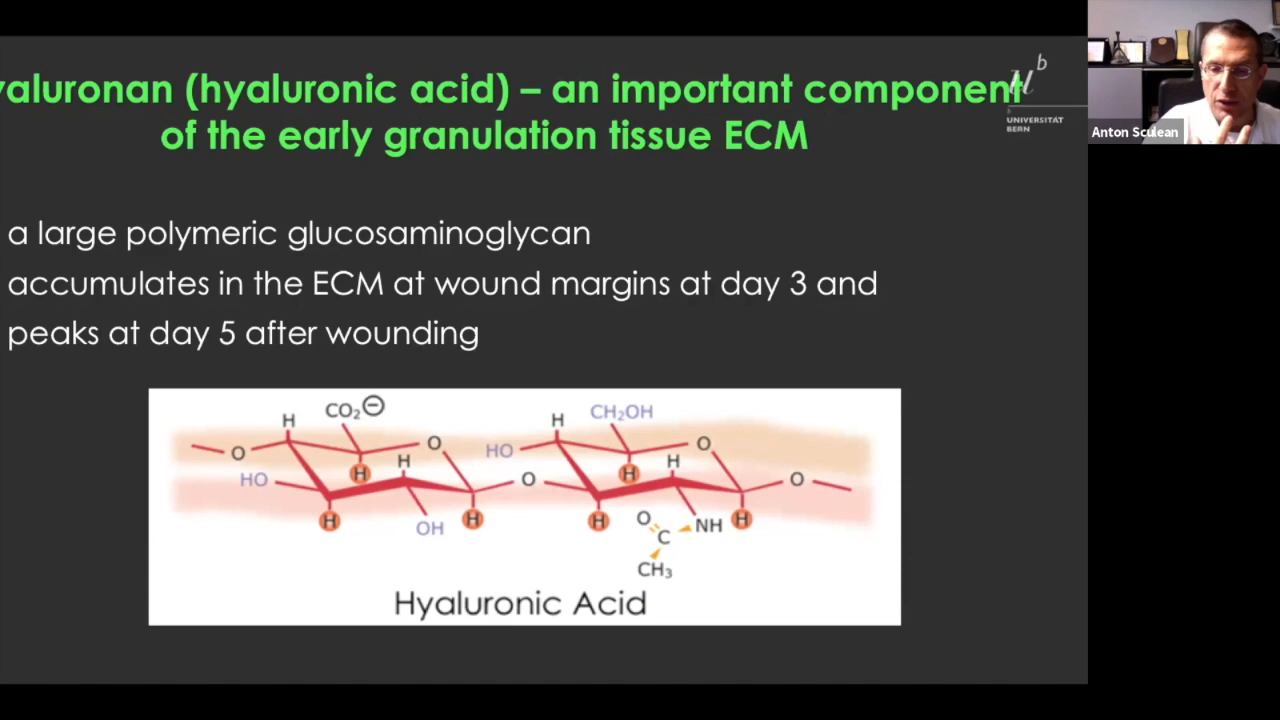 yaluronan (hyaluronic acid) – an important component
of the early granulation tissue ECM
u b
b
UNIVERSITÄT
BERN
Anton Sculean
a large polymeric glucosaminoglycan
accumulates in the ECM at wound margins at day 3 and
peaks at day 5 after wounding
H CO₂⊖ H CH₂OH
O O HO O
HO H H O H H O
H OH H H O NH H
C
CH₃
Hyaluronic Acid